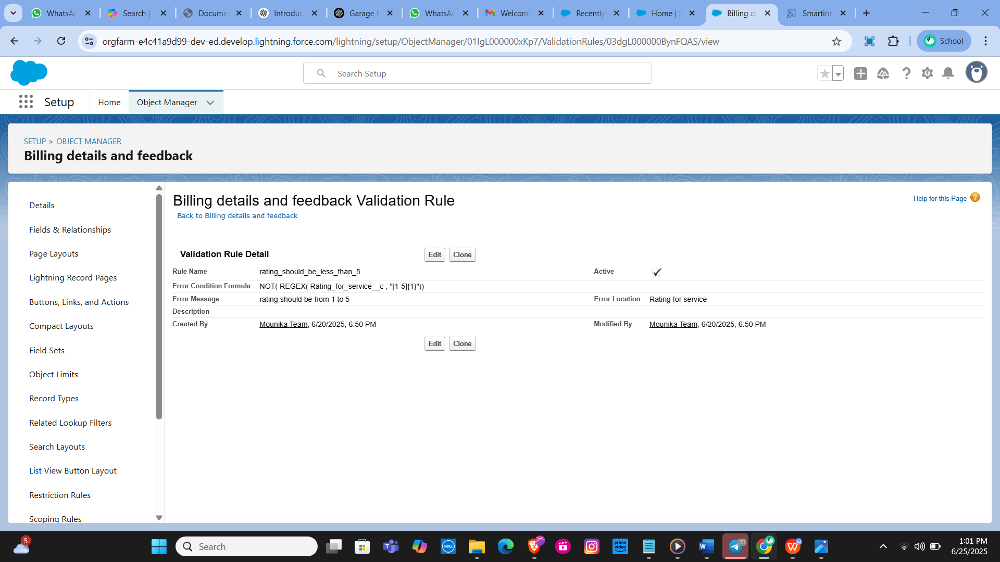 WhatsAp
Search |
Docume
Introduc
Garage M
WhatsAp
Welcome
Recently
Home | S
Billing de
Smartint
orgfarm-e4c41a9d99-dev-ed.develop.lightning.force.com/lightning/setup/ObjectManager/01IgL000000xKp7/ValidationRules/03dgL000000BynFQAS/view
School
Search Setup
Setup
Home
Object Manager
SETUP > OBJECT MANAGER
Billing details and feedback
Details
Fields & Relationships
Page Layouts
Lightning Record Pages
Buttons, Links, and Actions
Compact Layouts
Field Sets
Object Limits
Record Types
Related Lookup Filters
Search Layouts
List View Button Layout
Restriction Rules
Scoping Rules
Billing details and feedback Validation Rule
Help for this Page
Back to Billing details and feedback
Validation Rule Detail
Edit
Clone
Rule Name rating_should_be_less_than_5
Active
Error Condition Formula NOT( REGEX( Rating_for_service__c , "[1-5]{1}"))
Error Message rating should be from 1 to 5
Error Location Rating for service
Description
Created By Mounika Team, 6/20/2025, 6:50 PM
Modified By Mounika Team, 6/20/2025, 6:50 PM
Edit
Clone
5
Search
DELL
prime video
73
1:01 PM
6/25/2025